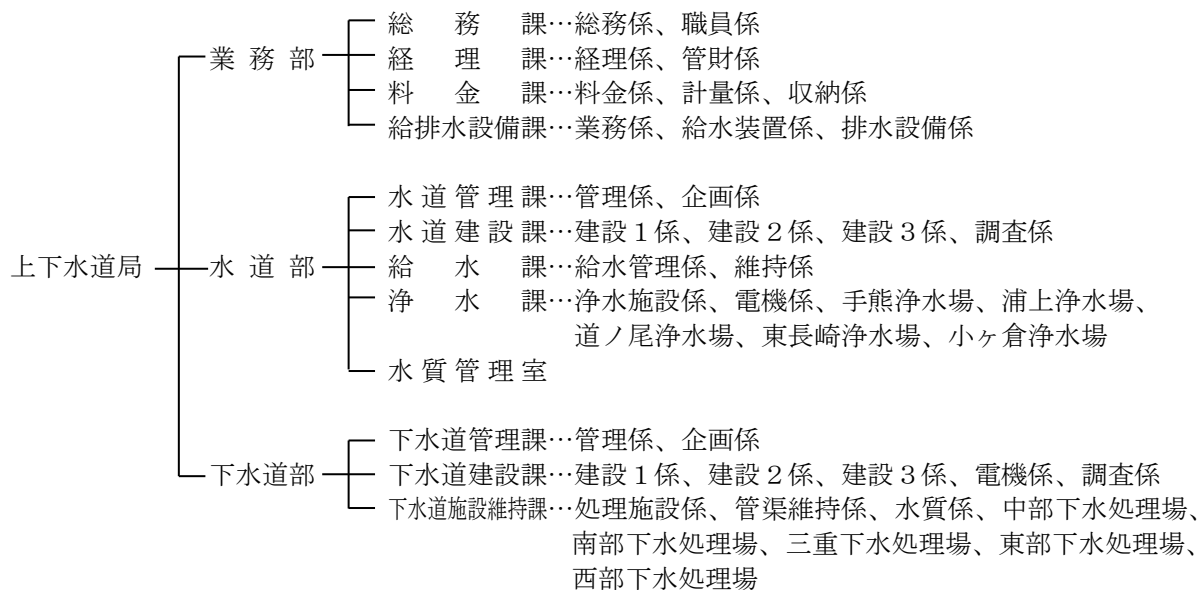 総務課…総務係、職員係
業務部
経理課…経理係、管財係
料金課…料金係、計量係、収納係
給排水設備課…業務係、給水装置係、排水設備係
水道管理課…管理係、企画係
水道建設課…建設１係、建設２係、建設３係、調査係
上下水道局
水道部
給水課…給水管理係、維持係
浄水課…浄水施設係、電機係、手熊浄水場、浦上浄水場、
道ノ尾浄水場、東長崎浄水場、小ヶ倉浄水場
水質管理室
下水道管理課…管理係、企画係
下水道部
下水道建設課…建設１係、建設２係、建設３係、電機係、調査係
下水道施設維持課…処理施設係、管渠維持係、水質係、中部下水処理場、
南部下水処理場、三重下水処理場、東部下水処理場、
西部下水処理場